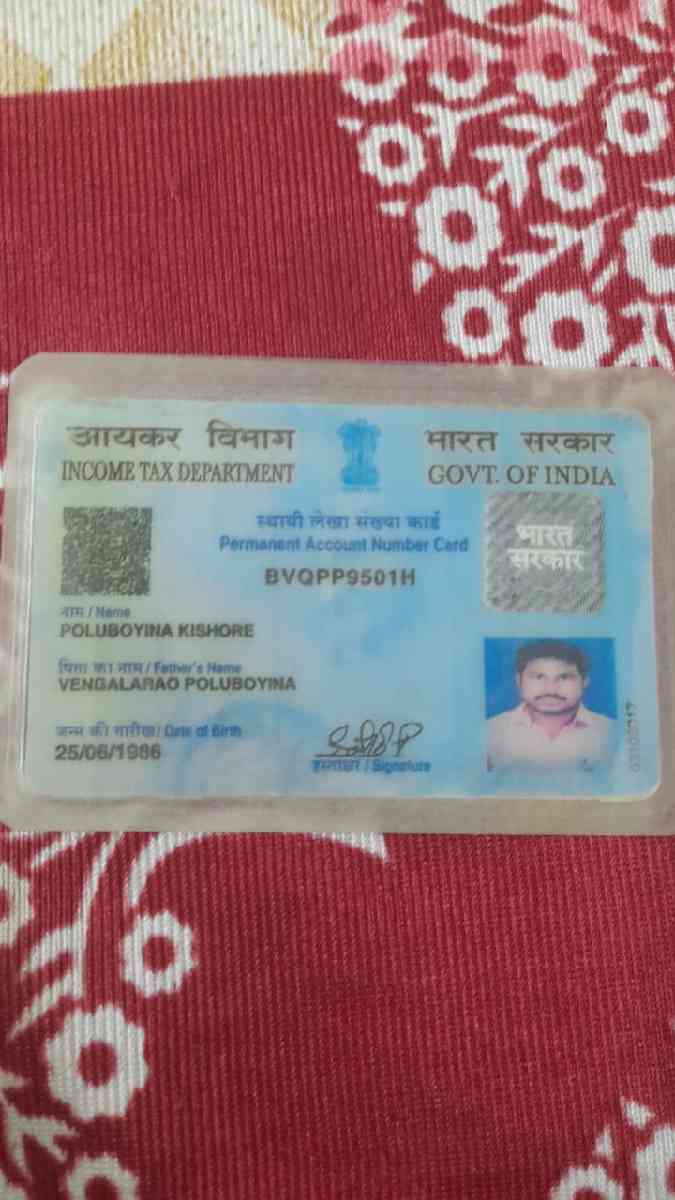 आयकर विभाग
INCOME TAX DEPARTMENT
भारत सरकार
GOVT. OF INDIA
स्थायी लेखा संख्या कार्ड
Permanent Account Number Card
BVQPP9501H
भारत
सरकार
नाम / Name
POLUBOYINA KISHORE
पिता का नाम / Father's Name
VENGALARAO POLUBOYINA
जन्म की तारीख / Date of Birth
25/06/1986
हस्ताक्षर / Signature